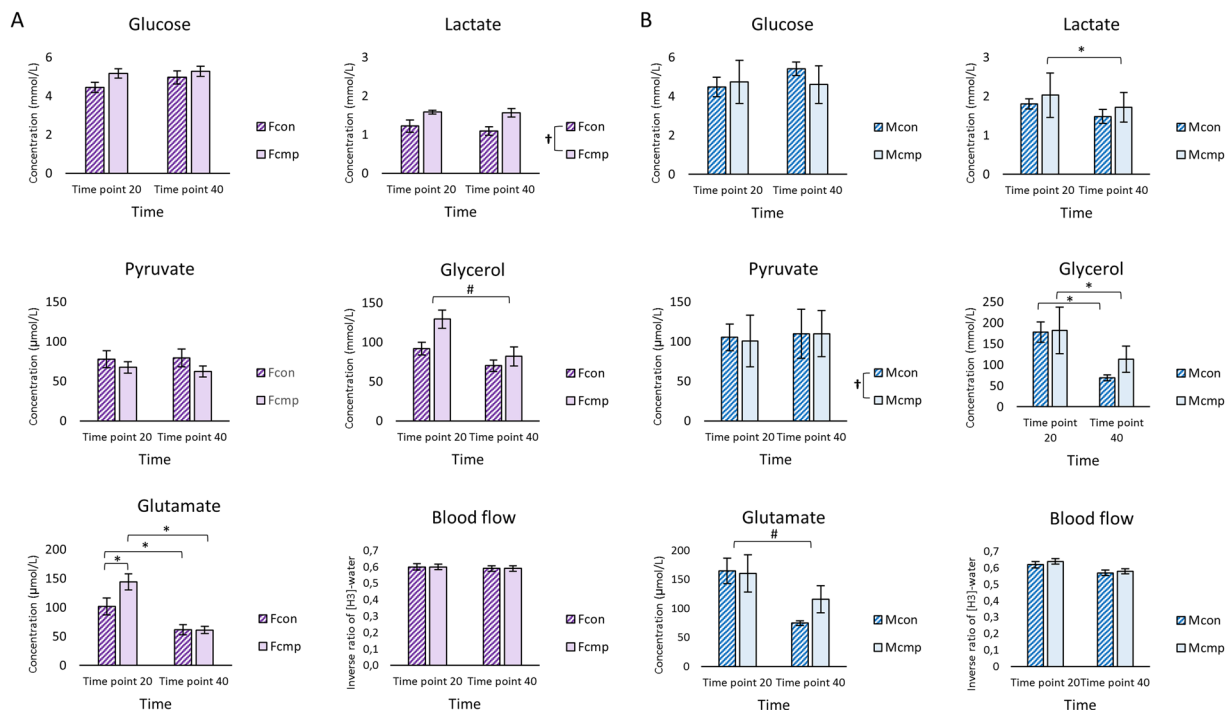 A
Glucose
Concentration (mmol/L)
6
4
2
0
Time point 20 Time point 40
Time
Fcon
Fcmp
Lactate
Concentration (mmol/L)
3
2
1
0
Time point 20 Time point 40
Time
Fcon
† 
Fcmp
B
Glucose
Concentration (mmol/L)
6
4
2
0
Time point 20 Time point 40
Time
Mcon
Mcmp
Lactate
Concentration (mmol/L)
3
2
1
0
*
Time point 20 Time point 40
Time
Mcon
Mcmp
Pyruvate
Concentration (µmol/L)
150
100
50
0
Time point 20 Time point 40
Time
Fcon
Fcmp
Glycerol
Concentration (mmol/L)
150
100
50
0
#
Time point 20 Time point 40
Time
Fcon
Fcmp
Pyruvate
Concentration (µmol/L)
150
100
50
0
Time point 20 Time point 40
Time
Mcon
†
Mcmp
Glycerol
Concentration (mmol/L)
250
200
150
100
50
0
*
*
Time point
20
Time point
40
Time
Mcon
Mcmp
Glutamate
Concentration (µmol/L)
200
150
100
50
0
*
*
*
Time point 20 Time point 40
Time
Fcon
Fcmp
Blood flow
Inverse ratio of [H3]-water
0,7
0,6
0.5
0.4
0.3
0,2
0,1
0,0
Time point 20 Time point 40
Time
Fcon
Fcmp
Glutamate
Concentration (µmol/L)
200
150
100
50
0
#
Time point 20 Time point 40
Time
Mcon
Mcmp
Blood flow
Inverse ratio of [H3]-water
0,7
0,6
0.5
0.4
0.3
0,2
0,1
0,0
Time point 20Time point 40
Time
Mcon
Mcmp